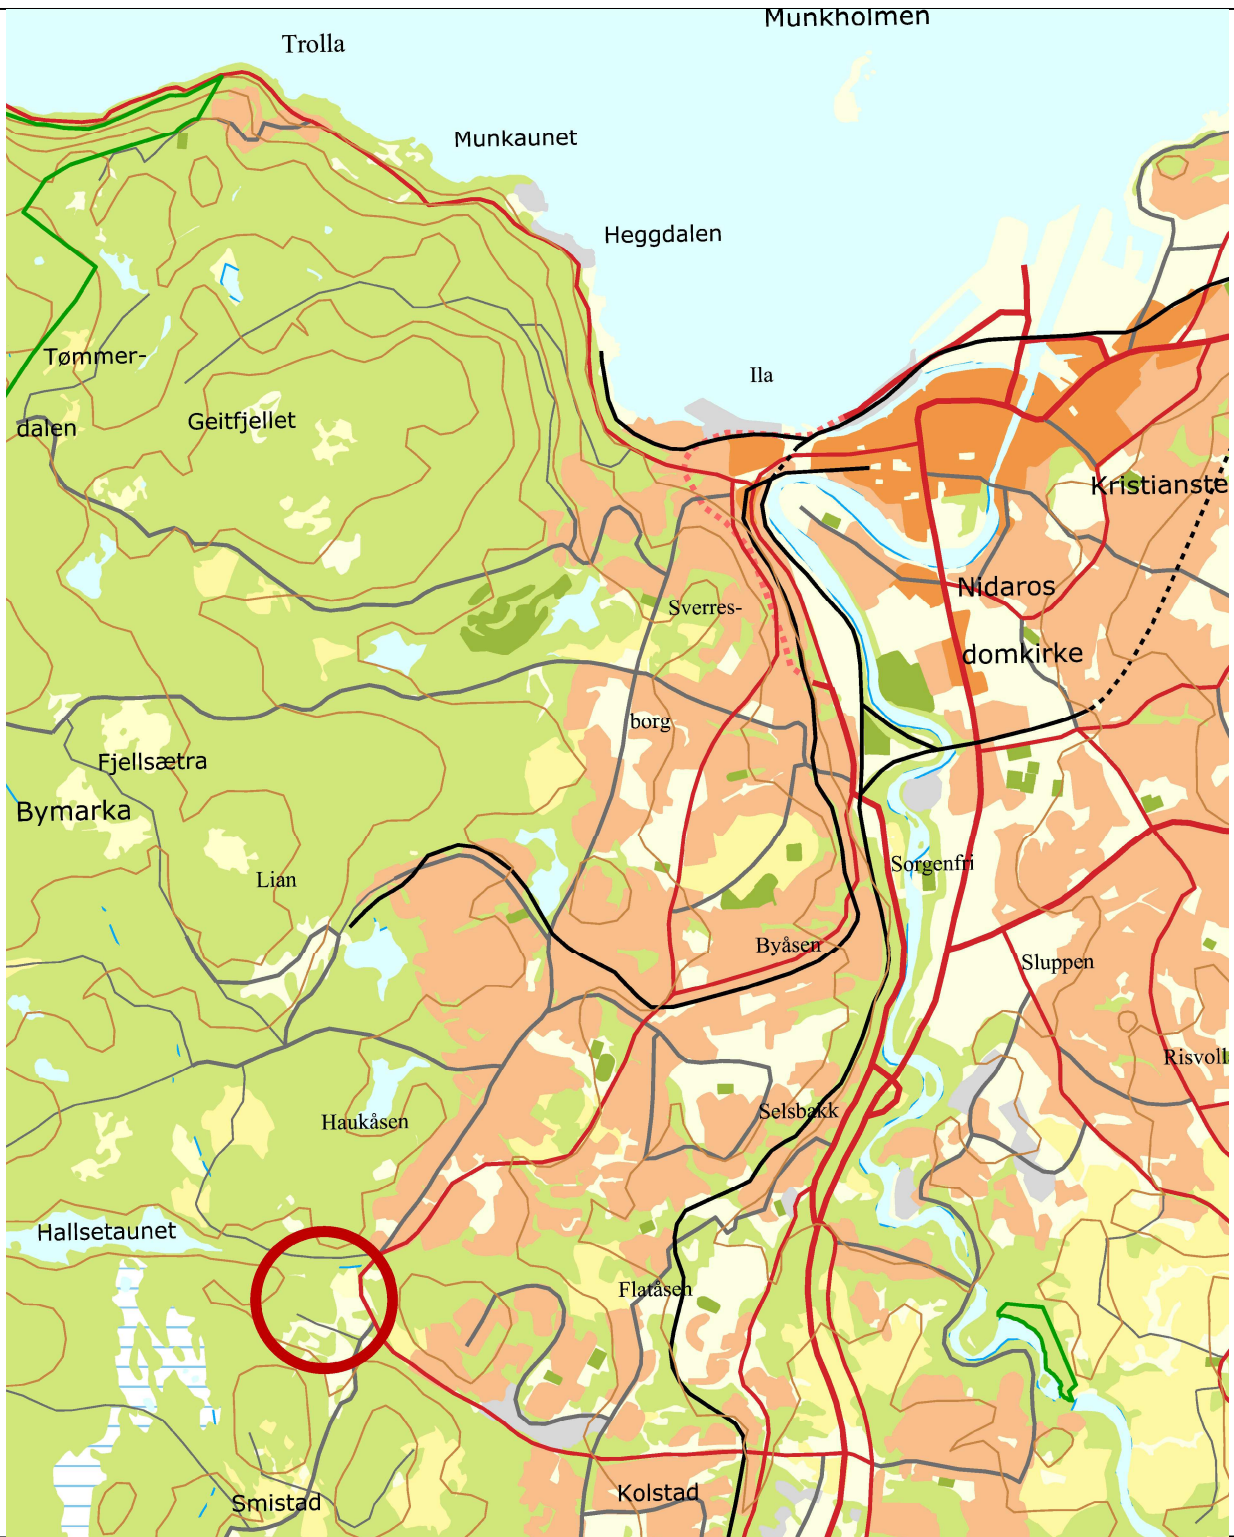 Munkholmen
Trolla
Munkaunet
Heggdalen
Tømmer-
Ila
dalen
Geitfjellet
Kristianste
Nidaros
Sverres-
domkirke
borg
Fjellsætra
Bymarka
Sorgenfri
Lian
Byåsen
Sluppen
Risvoll
Selsbakk
Haukåsen
Hallsetaunet
Flatåsen
Kolstad
Smistad